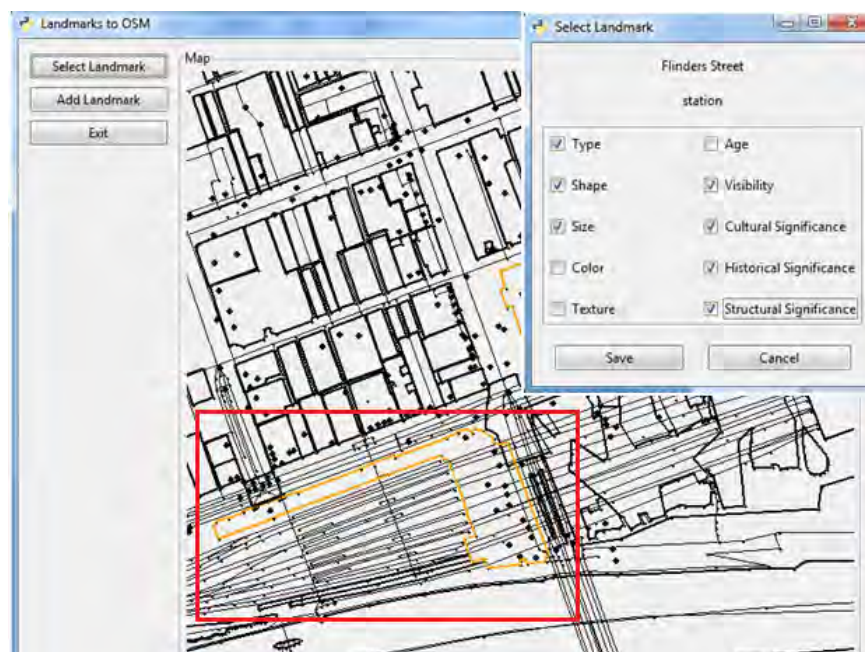 Landmarks to OSM
Select Landmark
Add Landmark
Exit
Map
Select Landmark
Flinders Street
station
Type
Age
Shape
Visibility
Size
Cultural Significance
Color
Historical Significance
Texture
Structural Significance
Save
Cancel